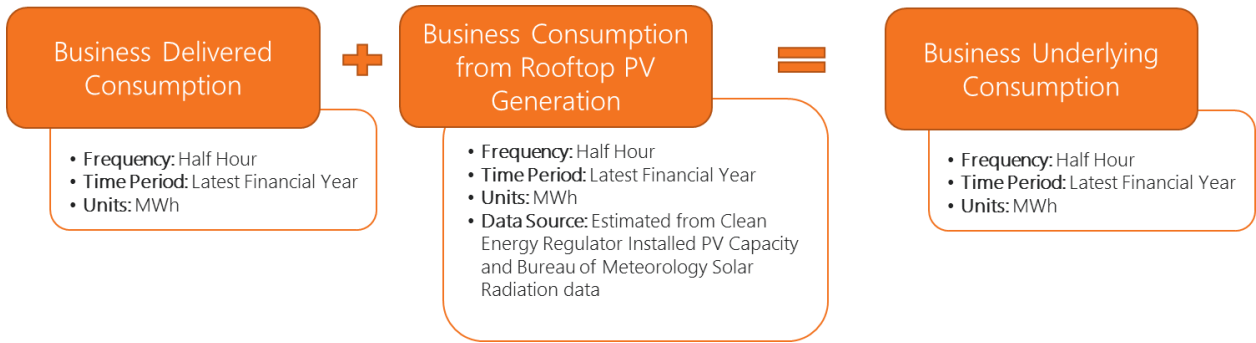 Business Delivered
Consumption
• Frequency: Half Hour
• Time Period: Latest Financial Year
• Units: MWh
+
Business Consumption
from Rooftop PV
Generation
• Frequency: Half Hour
• Time Period: Latest Financial Year
• Units: MWh
• Data Source: Estimated from Clean
Energy Regulator Installed PV Capacity
and Bureau of Meteorology Solar
Radiation data
=
Business Underlying
Consumption
• Frequency: Half Hour
• Time Period: Latest Financial Year
• Units: MWh